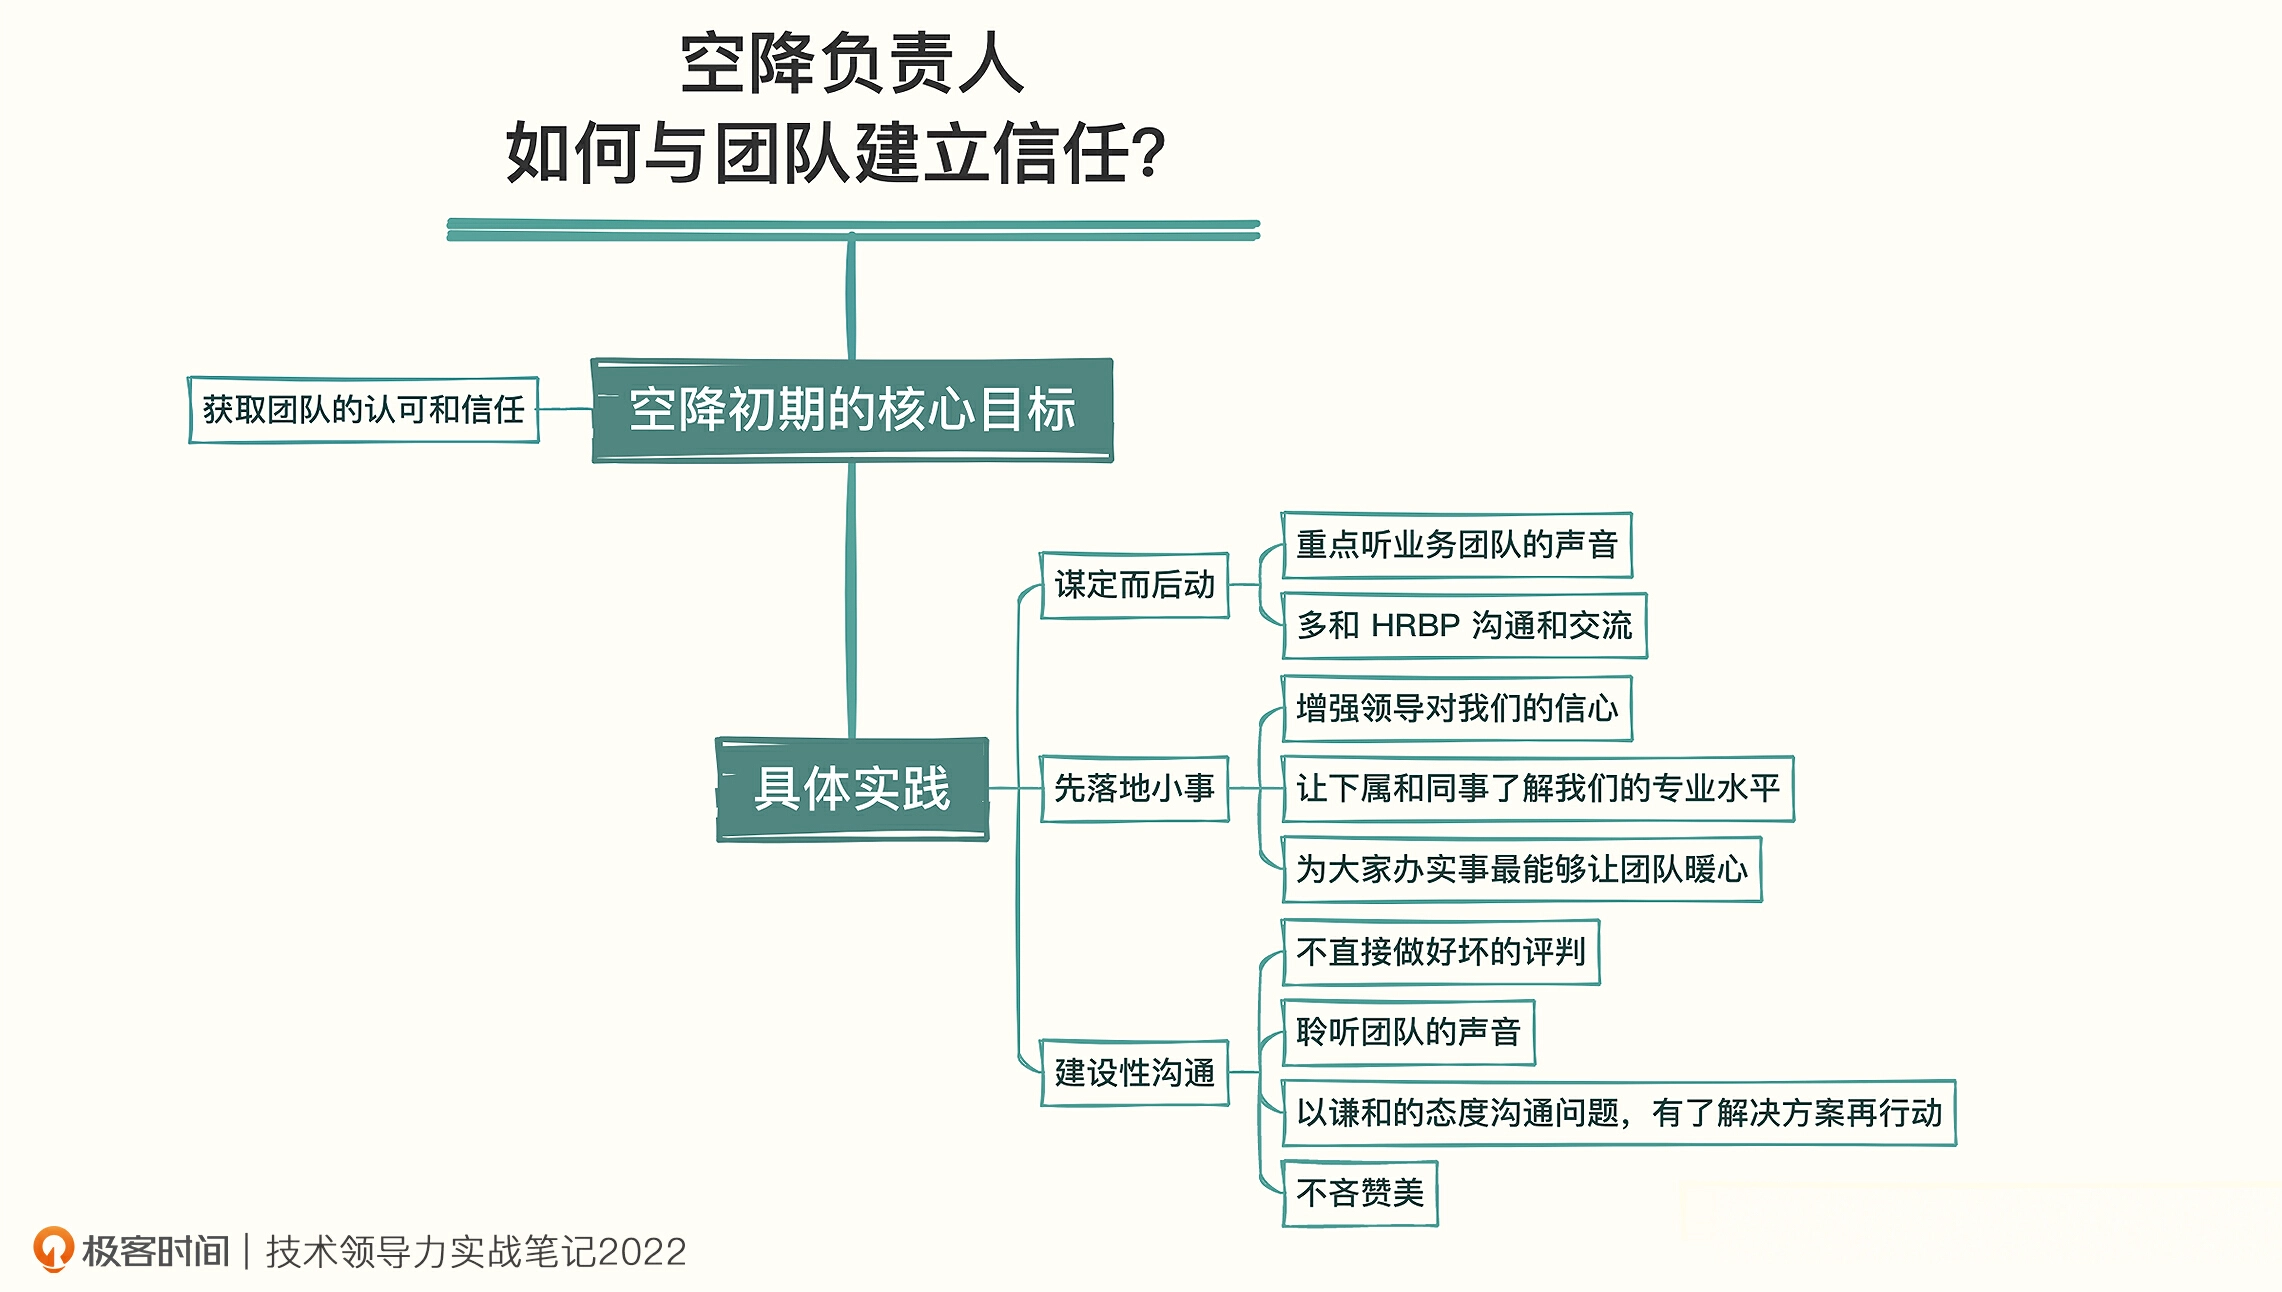 空降负责人
如何与团队建立信任？
获取团队的认可和信任
空降初期的核心目标
具体实践
谋定而后动
重点听业务团队的声音
多和 HRBP 沟通和交流
先落地小事
增强领导对我们的信心
让下属和同事了解我们的专业水平
为大家办实事最能够让团队暖心
建设性沟通
不直接做好坏的评判
聆听团队的声音
以谦和的态度沟通问题，有了解决方案再行动
不吝赞美
极客时间 | 技术领导力实战笔记2022